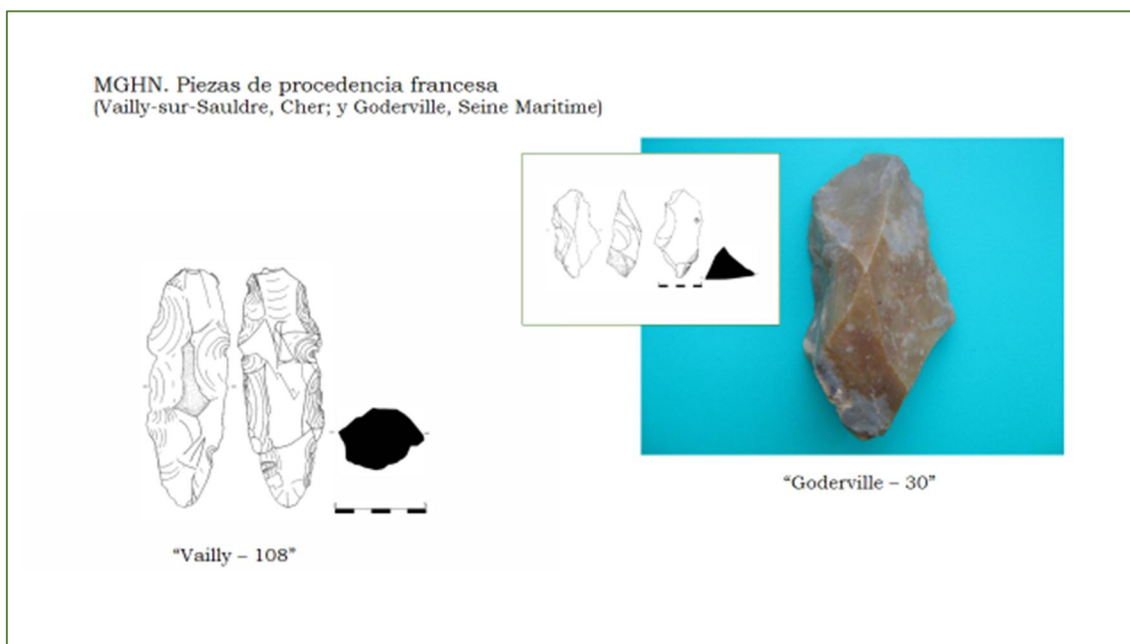 MGHN. Piezas de procedencia francesa
(Vailly-sur-Sauldre, Cher; y Goderville, Seine Maritime)
“Goderville – 30”
“Vailly – 108”